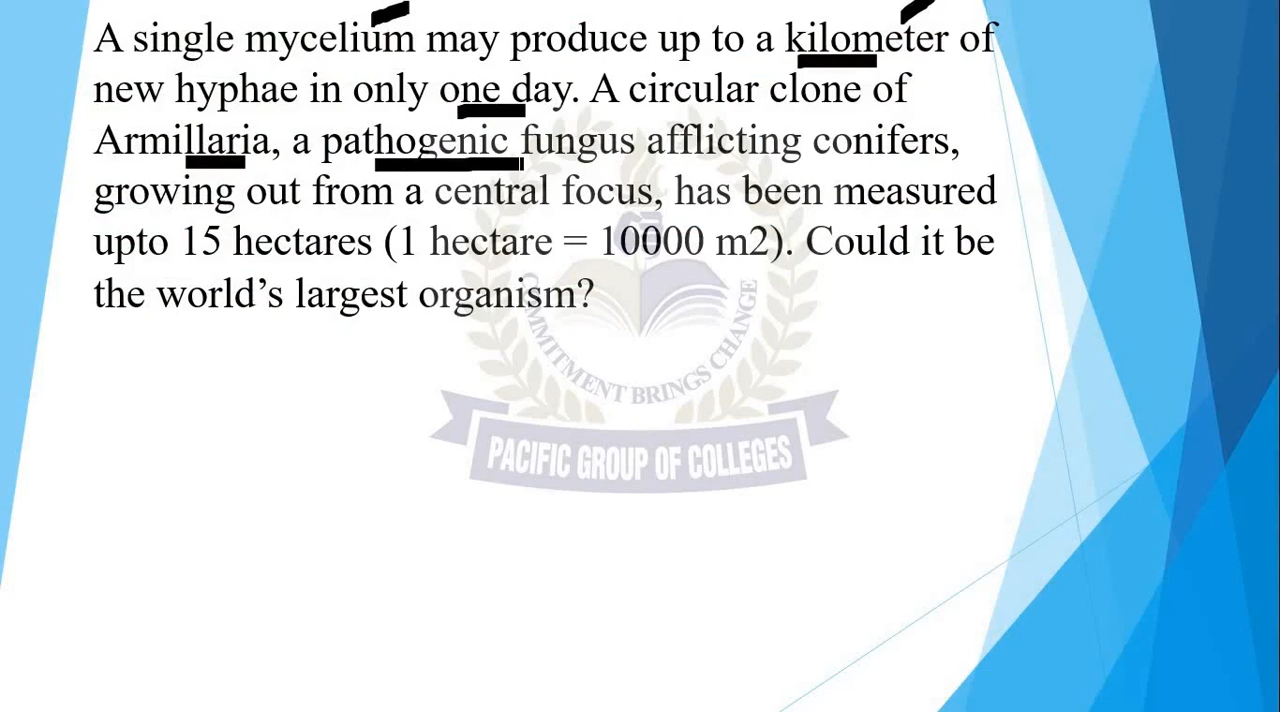 A single mycelium may produce up to a kilometer of
new hyphae in only one day. A circular clone of
Armillaria, a pathogenic fungus afflicting conifers,
growing out from a central focus, has been measured
upto 15 hectares (1 hectare = 10000 m2). Could it be
the world’s largest organism?
COMMITMENT BRINGS CHANGE
PACIFIC GROUP OF COLLEGES